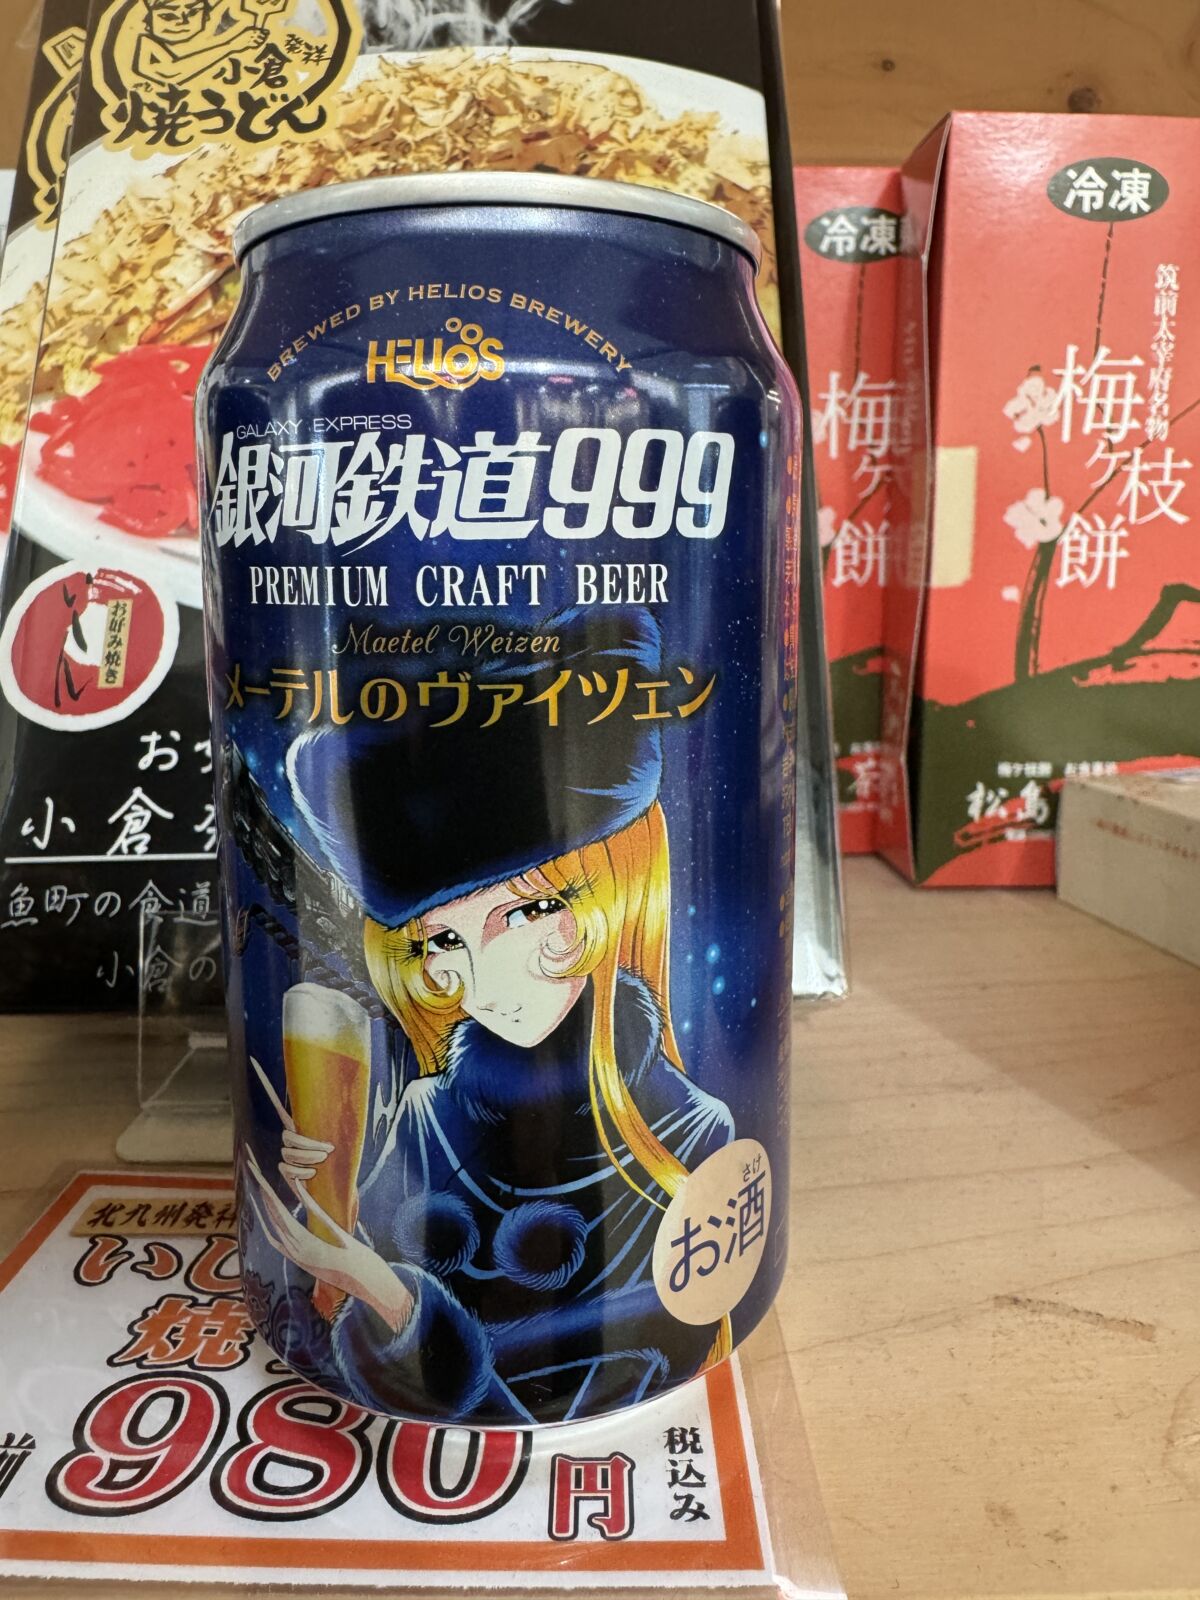 小倉
発祥
焼うどん
冷凍
冷凍
筑前太宰府名物
梅ヶ枝餅
梅ヶ
餅
松島
BREWED BY HELIOS BREWERY
HELIOS
GALAXY EXPRESS
銀河鉄道999
PREMIUM CRAFT BEER
Maetel Weizen
メーテルのヴァイツェン
さけ
お酒
お好み焼き
いしん
お
小倉
魚町の食道
小倉の
北九州発祥
いし
焼
980円
税込み